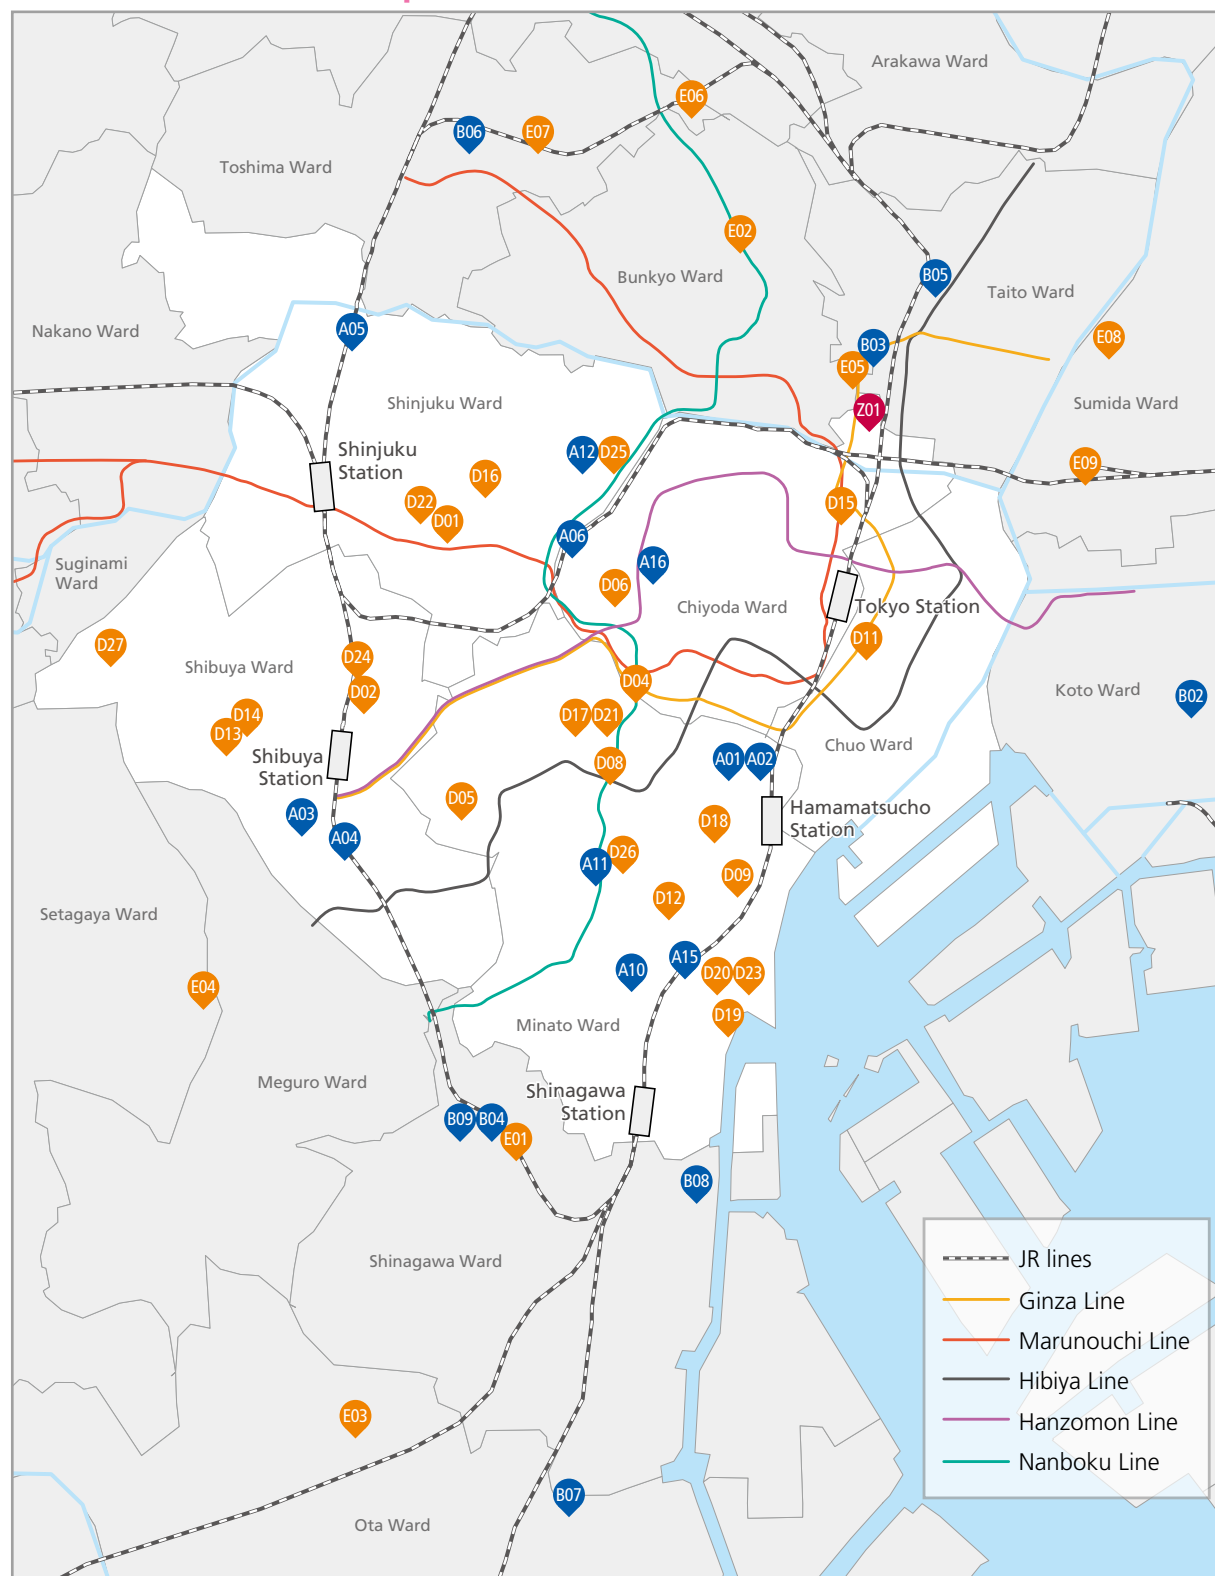 Arakawa Ward
E06
B06
E07
Toshima Ward
E02
Bunkyo Ward
B05
Taito Ward
Nakano Ward
A05
E08
B03
E05
Shinjuku Ward
Z01
Sumida Ward
Shinjuku
Station
A12
D25
E09
D16
D22
D15
D01
A06
A16
Suginami
Ward
D06
Chiyoda Ward
Tokyo Station
D27
D11
Shibuya Ward
D24
D04
D02
Koto Ward
B02
D14
D13
D17
D21
Shibuya
Station
Chuo Ward
A01
A02
D08
D05
Hamamatsucho
Station
A03
D18
A04
D26
A11
D09
D12
Setagaya Ward
A15
A10
D20
D23
E04
D19
Minato Ward
Meguro Ward
Shinagawa
Station
B09
B04
E01
B08
Shinagawa Ward
JR lines
Ginza Line
Marunouchi Line
Hibiya Line
Hanzomon Line
Nanboku Line
E03
B07
Ota Ward